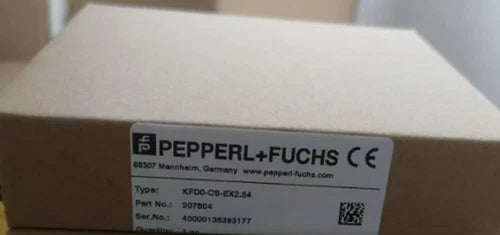 PEPPERL+FUCHS CE
68307 Mannheim, Germany www.pepperl-fuchs.com
Type: KFD0-CS-EX2.54
Part No.: 207804
Ser.No.: 40000136393177
Quantity: